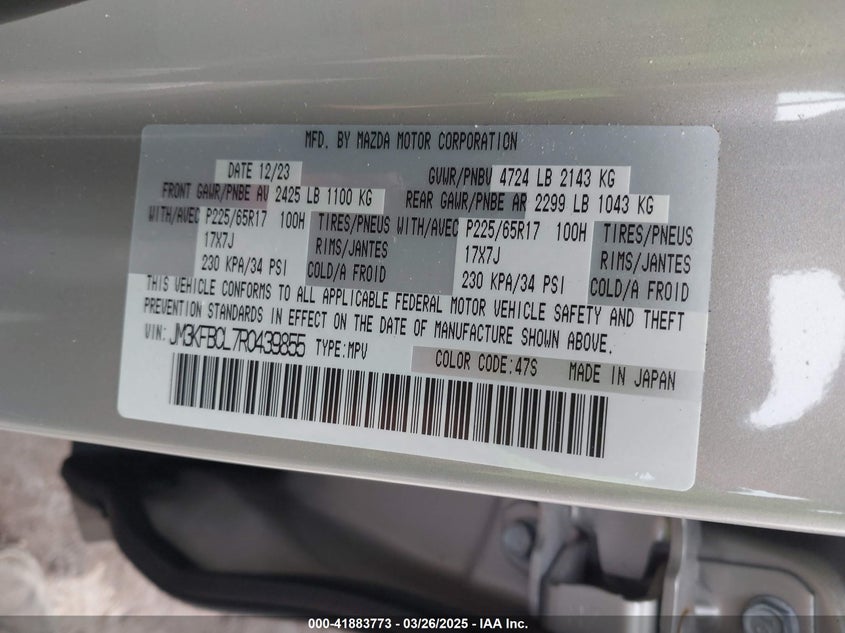 MFD. BY MAZDA MOTOR CORPORATION
DATE 12/23 GVWR/PNBV 4724 LB 2143 KG
FRONT GAWR/PNBE AV 2425 LB 1100 KG REAR GAWR/PNBE AR 2299 LB 1043 KG
WITH/AVEC P225/65R17 100H TIRES/PNEUS WITH/AVEC P225/65R17 100H TIRES/PNEUS
17X7J RIMS/JANTES 17X7J RIMS/JANTES
230 KPA/34 PSI COLD/A FROID 230 KPA/34 PSI COLD/A FROID
THIS VEHICLE CONFORMS TO ALL APPLICABLE FEDERAL MOTOR VEHICLE SAFETY AND THEFT
PREVENTION STANDARDS IN EFFECT ON THE DATE OF MANUFACTURE SHOWN ABOVE.
VIN: JM3KFBCL7R0439855 TYPE:MPV
COLOR CODE:47S MADE IN JAPAN
000-41883773 - 03/26/2025 - IAA Inc.